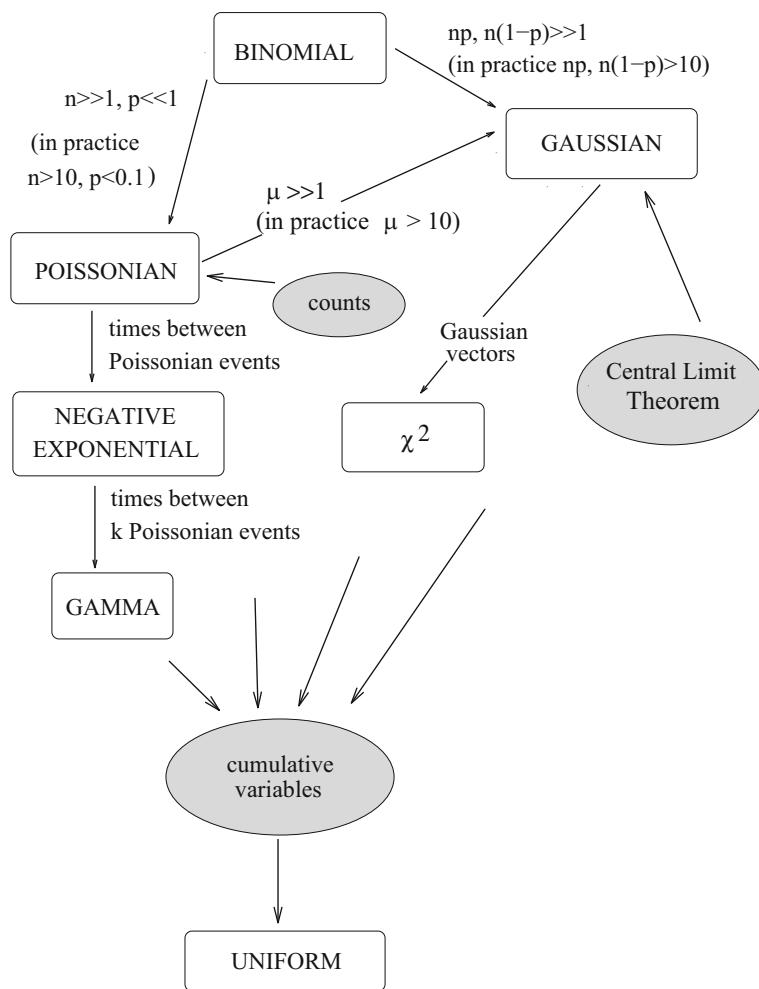 BINOMIAL
np, n(1−p)>>1
(in practice np, n(1−p)>10)
n>>1, p<<1
(in practice
n>10, p<0.1)
GAUSSIAN
μ >>1
(in practice μ > 10)
POISSONIAN
counts
times between
Poissonian events
Gaussian
vectors
Central Limit
Theorem
NEGATIVE
EXPONENTIAL
χ²
times between
k Poissonian events
GAMMA
cumulative
variables
UNIFORM